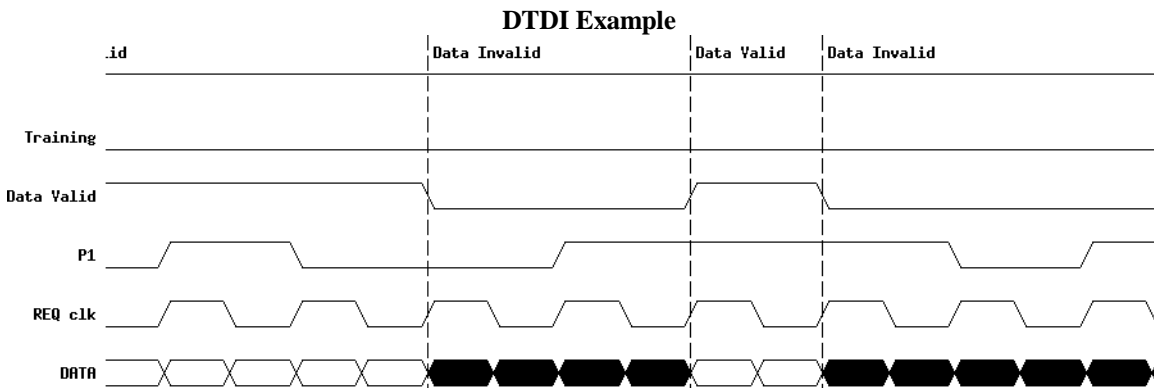 DTDI Example
.id Data Invalid Data Valid Data Invalid
Training
Data Valid
P1
REQ clk
DATA